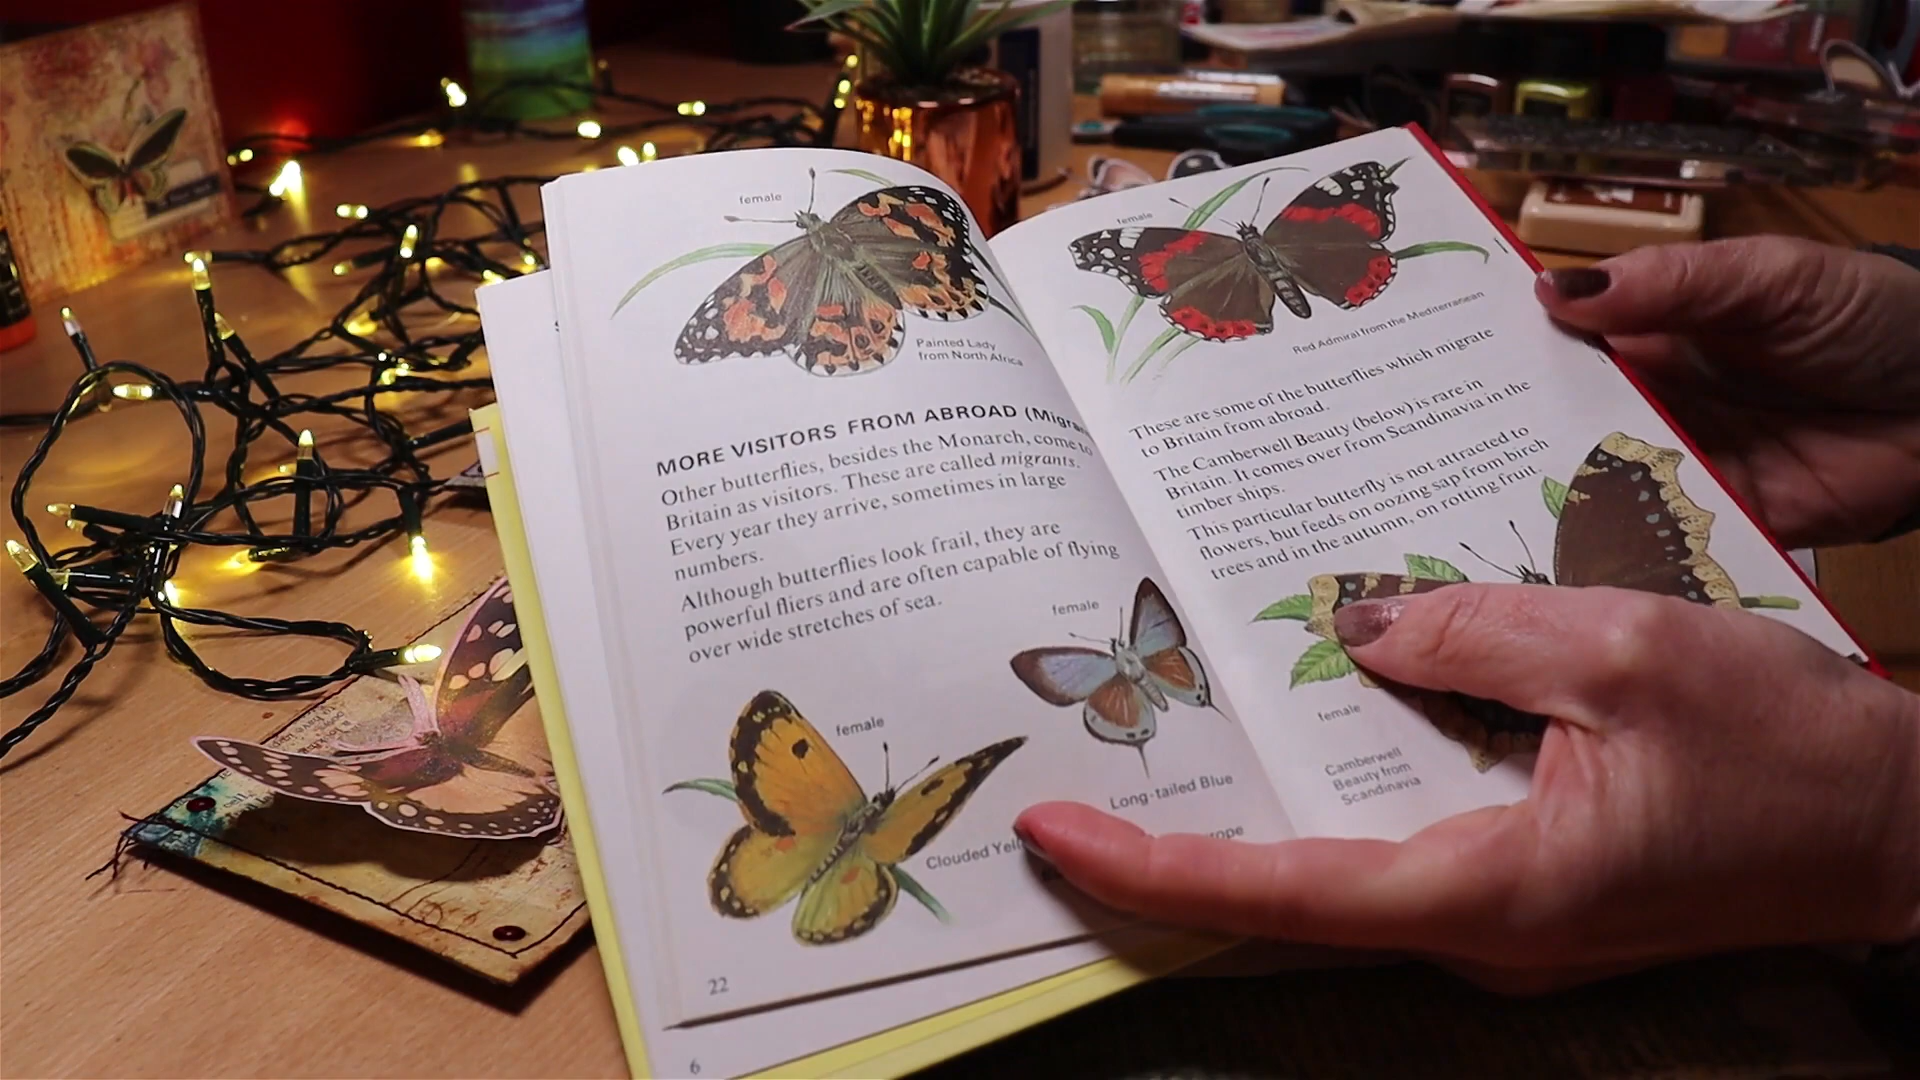 female
Painted Lady
from North Africa
MORE VISITORS FROM ABROAD
Other butterflies, besides the Monarch, come to
Britain as visitors. These are called migrants.
Every year they arrive, sometimes in large
numbers.
Although butterflies look frail, they are
powerful fliers and are often capable of flying
over wide stretches of sea.
female
Long-tailed Blue
female
Clouded
22
6
female
Red Admiral from the Mediterranean
These are some of the butterflies which migrate
to Britain from abroad.
The Camberwell Beauty (below) is rare in
Britain. It comes over from Scandinavia in the
timber ships.
This particular butterfly is not attracted to
flowers, but feeds on oozing sap from birch
trees and in the autumn, on rotting fruit.
female
Camberwell
Beauty from
Scandinavia